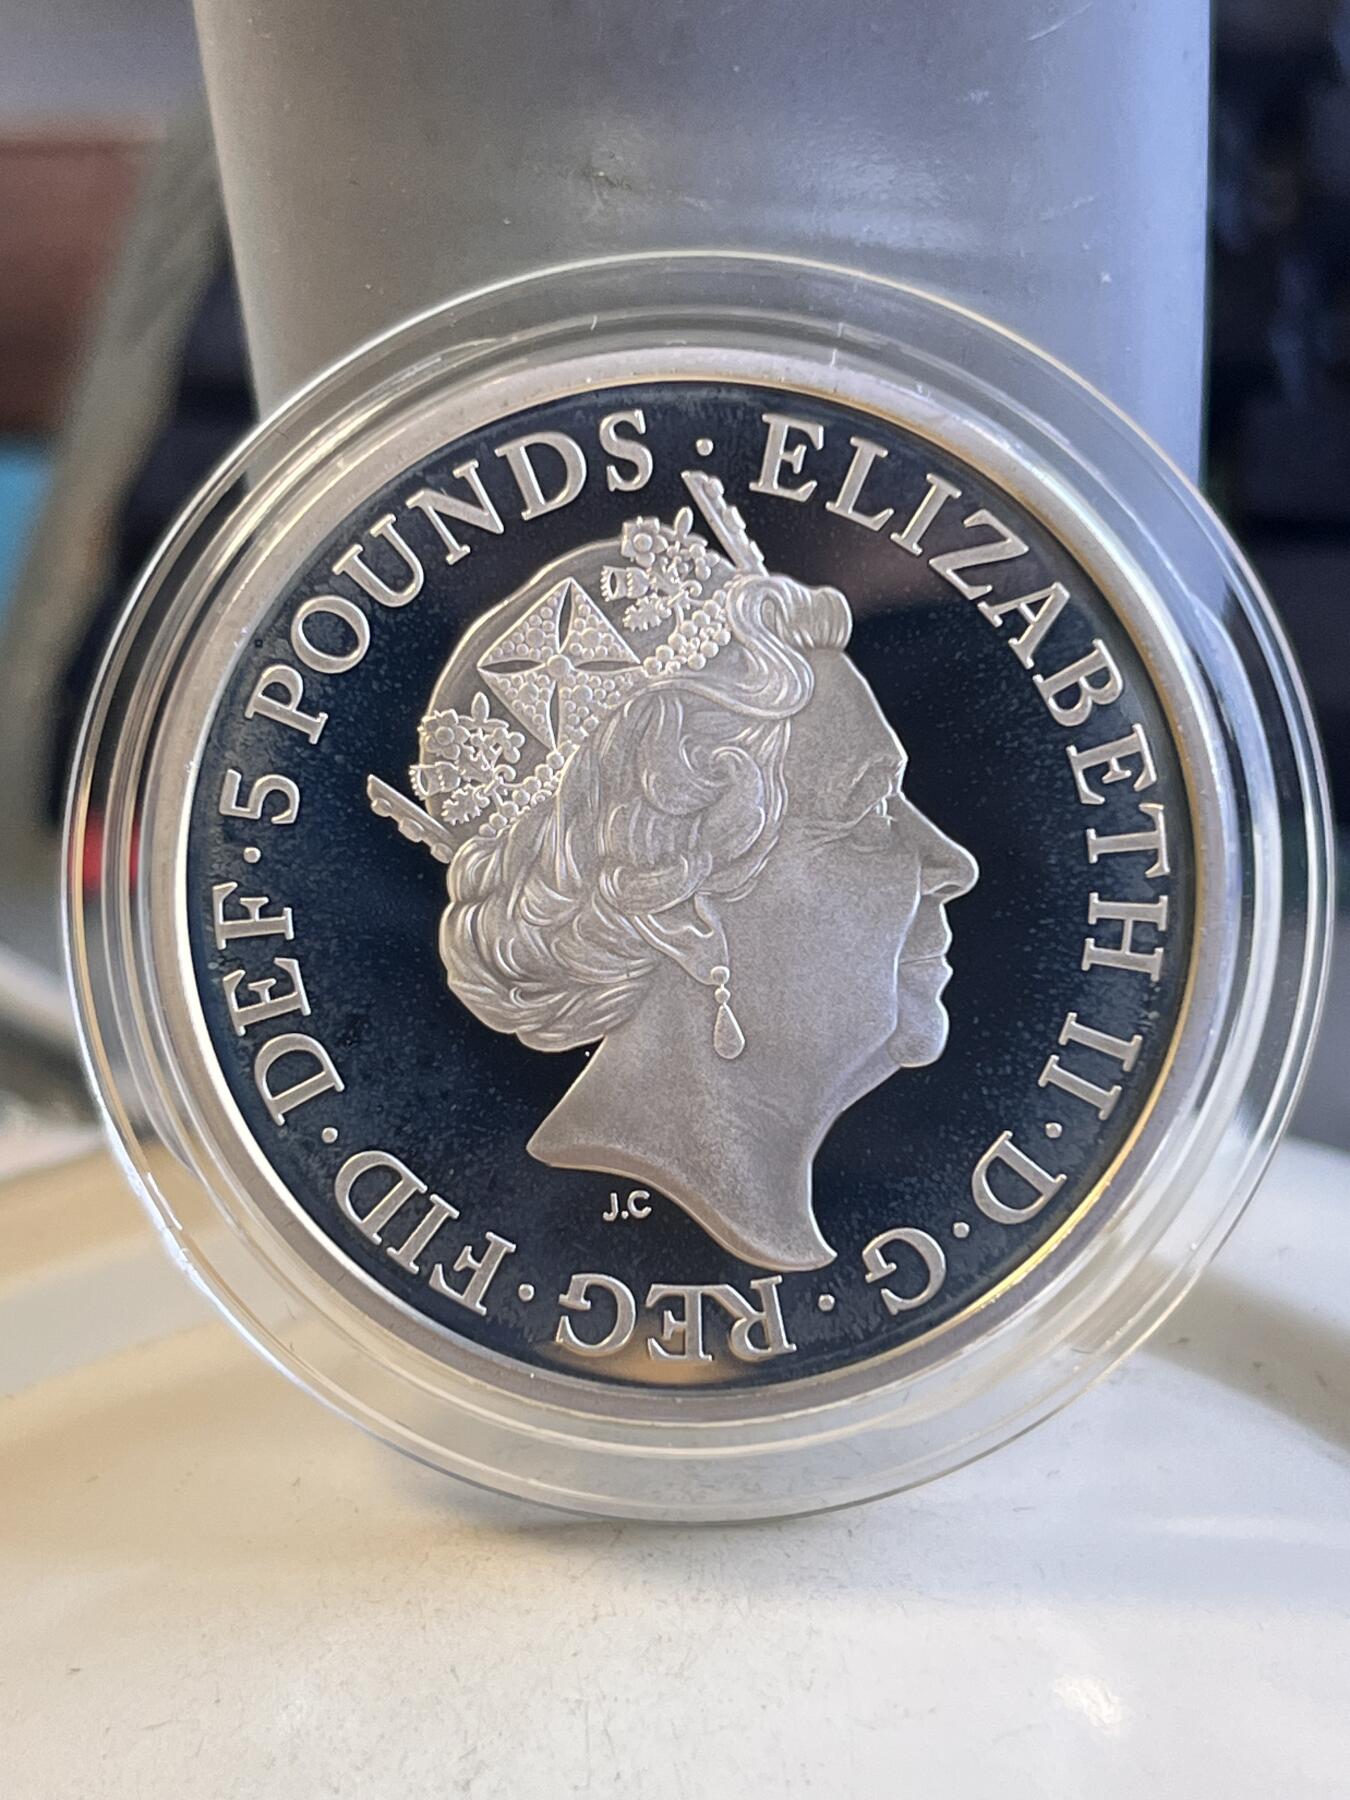 · ELIZABETH II · D · G · REG · FID · DEF · 5 POUNDS
J.C